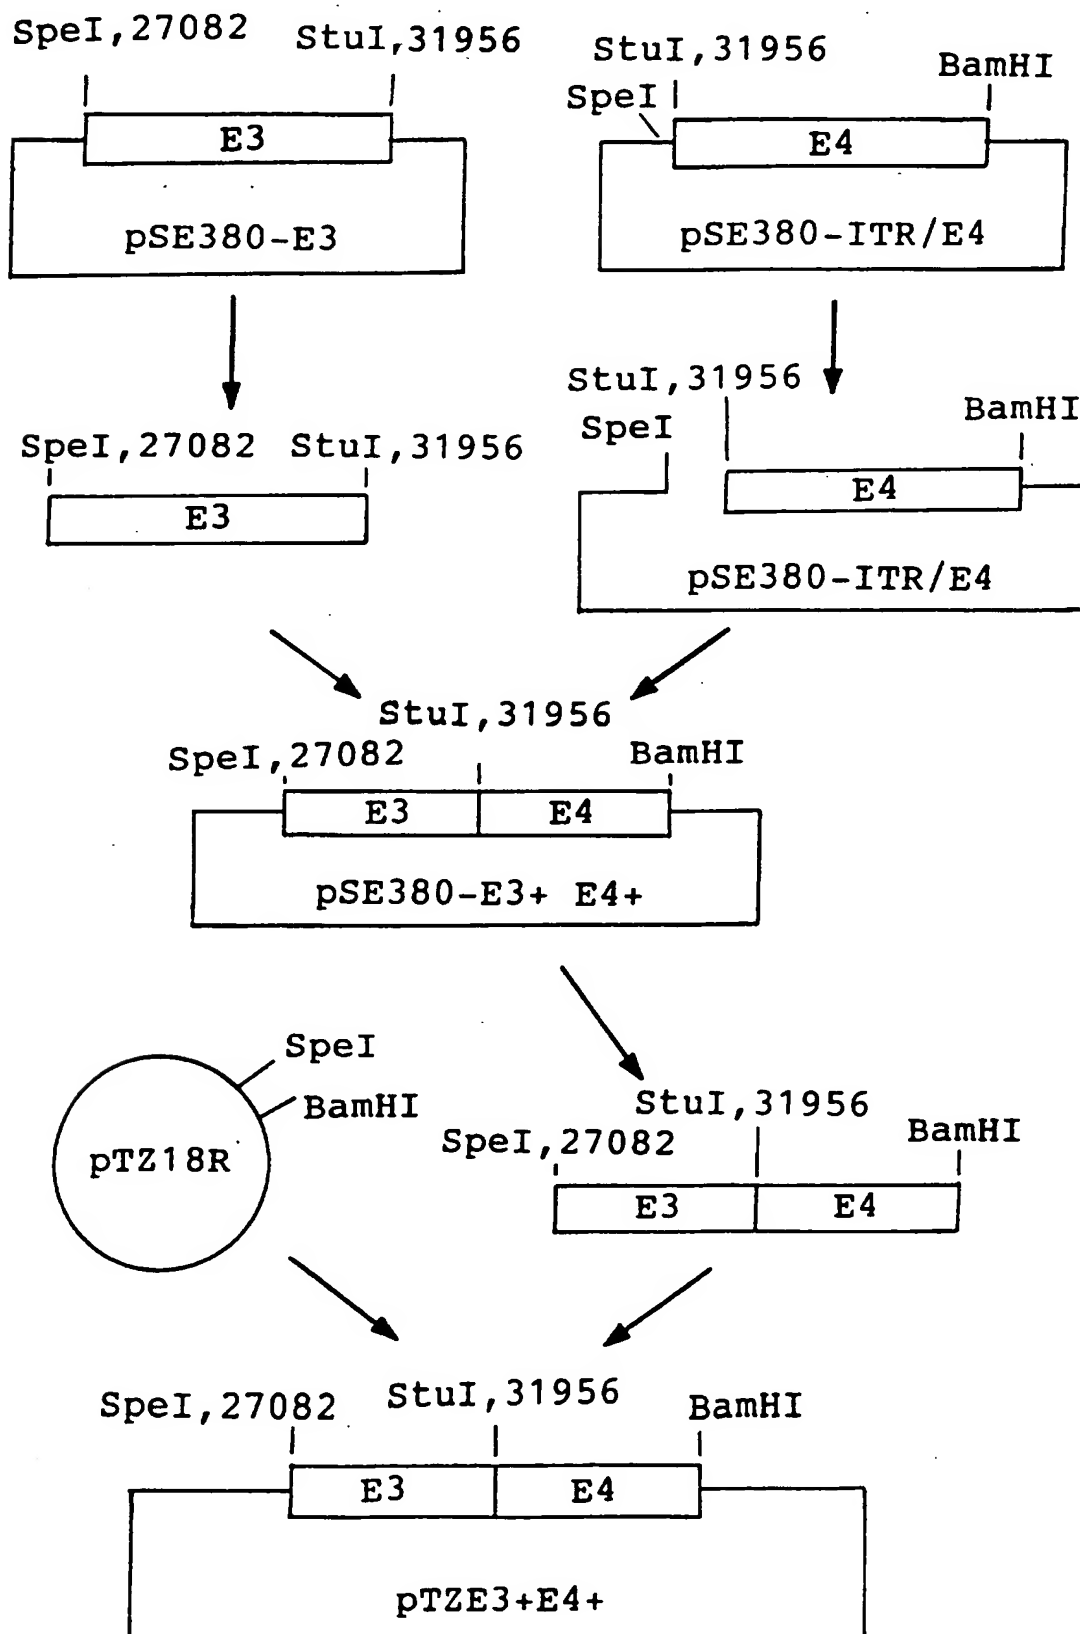 SpeI,27082
StuI,31956
E3
pSE380-E3
StuI,31956
SpeI
BamHI
E4
pSE380-ITR/E4
SpeI,27082
StuI,31956
E3
StuI,31956
SpeI
BamHI
E4
pSE380-ITR/E4
StuI,31956
SpeI,27082
BamHI
E3
E4
pSE380-E3+ E4+
SpeI
BamHI
pTZ18R
StuI,31956
SpeI,27082
BamHI
E3
E4
SpeI,27082
StuI,31956
BamHI
E3
E4
pTZE3+E4+